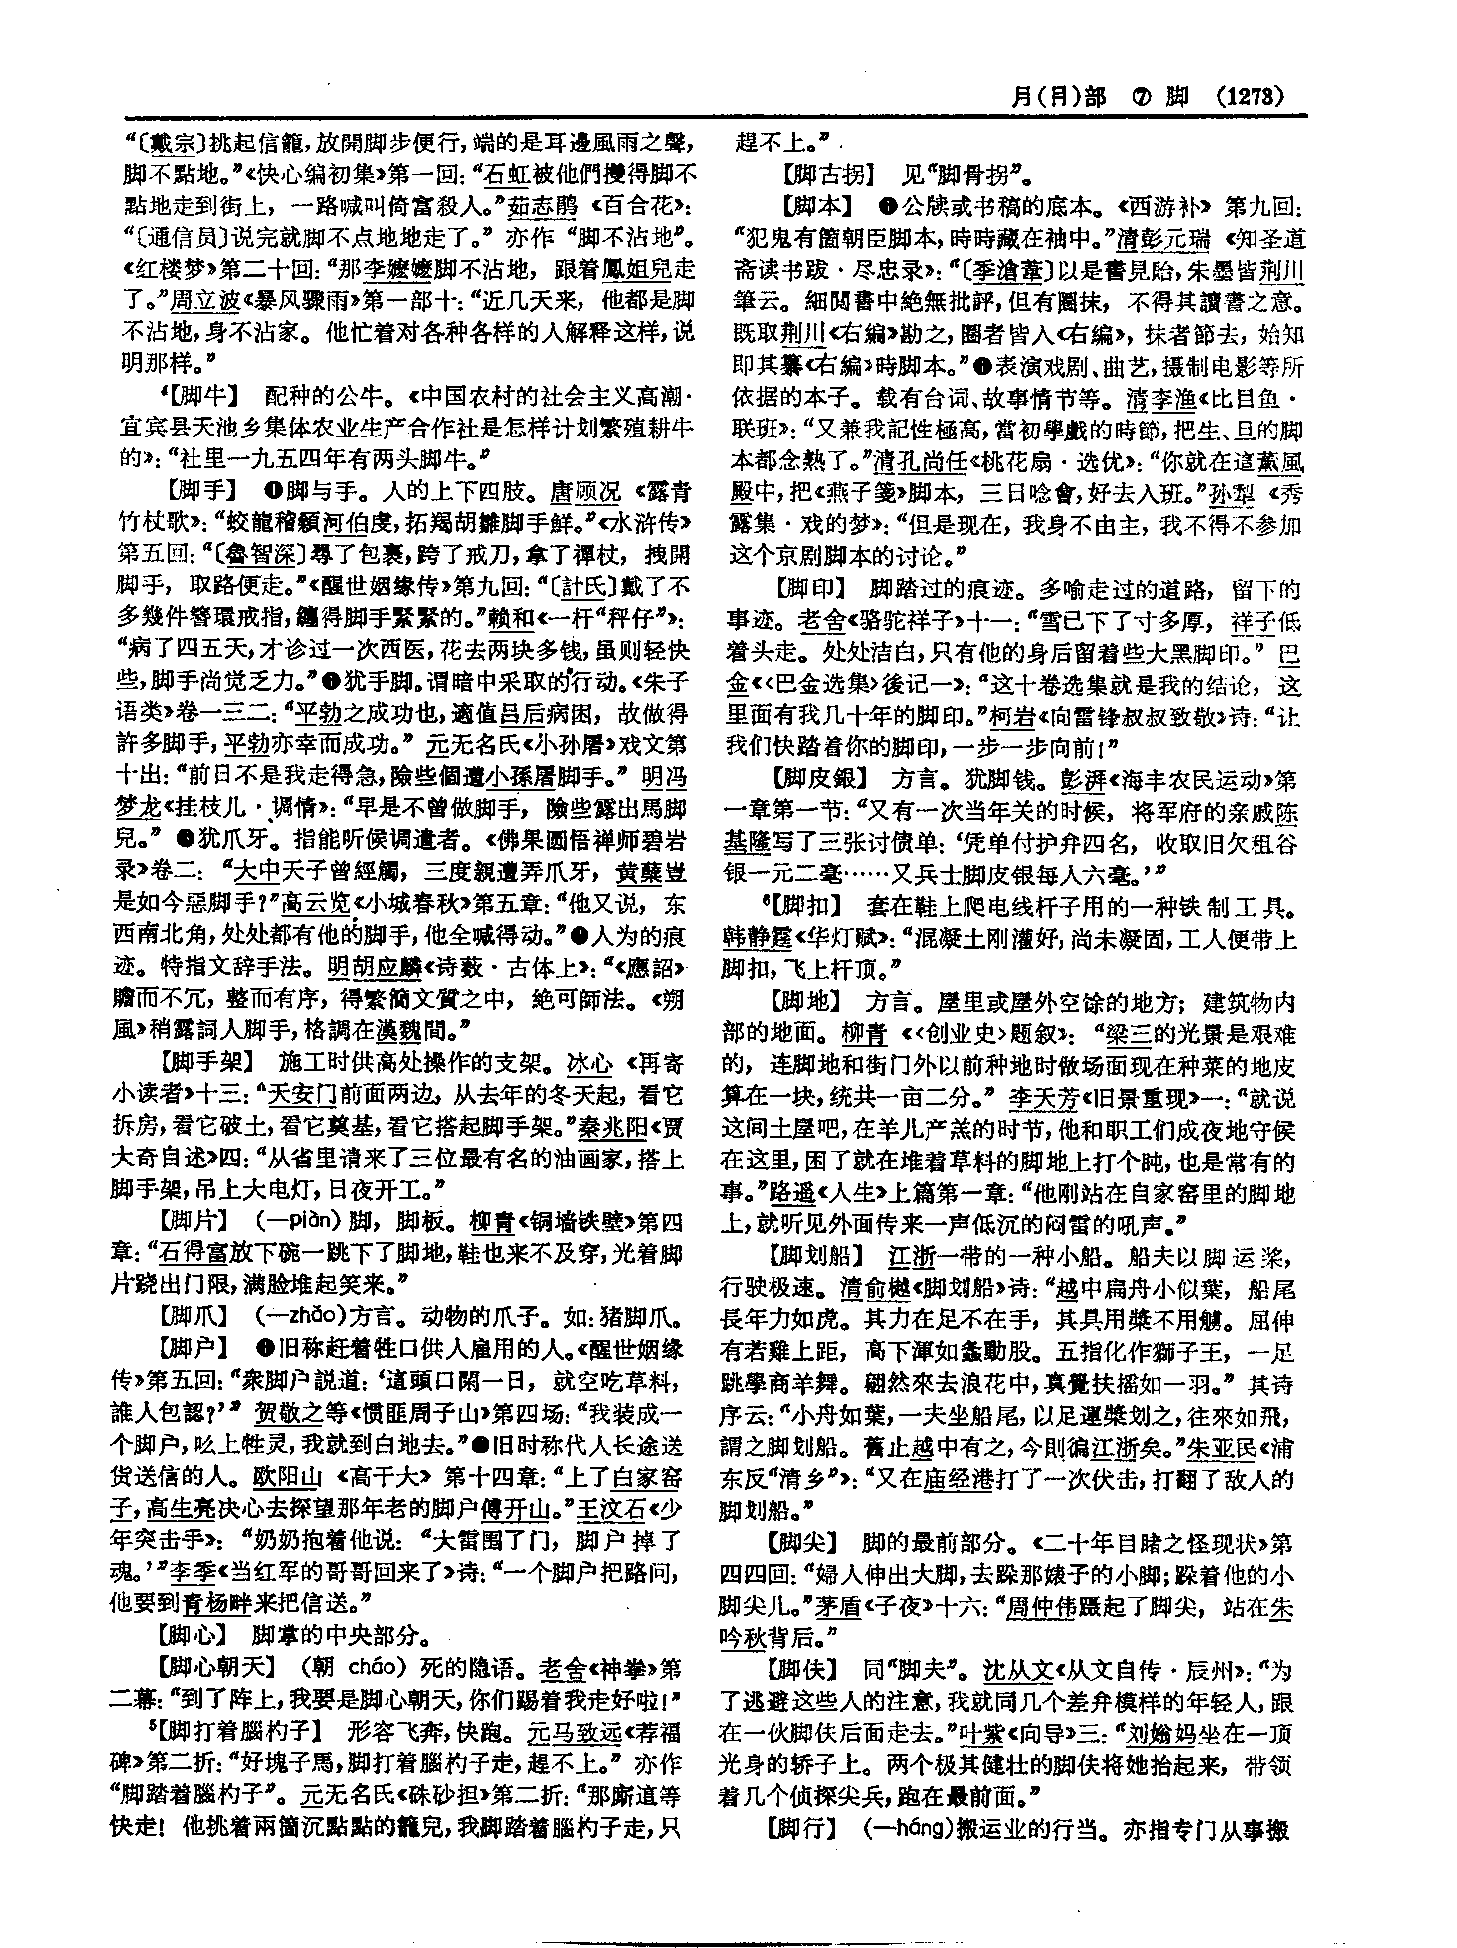 月(⺼)部 ⑦ 脚 (1273)
“〔戴宗〕挑起信籠，放開脚步便行，端的是耳邊風雨之聲，
脚不點地。”《快心编初集》第一回：“石虹被他們攙得脚不
點地走到街上，一路喊叫倚富殺人。”茹志鹃《百合花》：
“〔通信员〕说完就脚不点地地走了。”亦作“脚不沾地”。
《红楼梦》第二十回：“那李嬷嬷脚不沾地，跟着鳳姐兒走
了。”周立波《暴风骤雨》第一部十：“近几天来，他都是脚
不沾地，身不沾家。他忙着对各种各样的人解释这样，说
明那样。”
⁴【脚牛】 配种的公牛。《中国农村的社会主义高潮·
宜宾县天池乡集体农业生产合作社是怎样计划繁殖耕牛
的》：“社里一九五四年有两头脚牛。”
【脚手】 ❶脚与手。人的上下四肢。唐顾况《露青
竹杖歌》：“蛟龍稽顙河伯虔，拓羯胡雛脚手鮮。”《水浒传》
第五回：“〔魯智深〕尋了包裹，跨了戒刀，拿了禪杖，拽開
脚手，取路便走。”《醒世姻缘传》第九回：“〔計氏〕戴了不
多幾件簪環戒指，纏得脚手緊緊的。”赖和《一杆“秤仔”》：
“病了四五天，才诊过一次西医，花去两块多钱，虽则轻快
些，脚手尚觉乏力。”❷犹手脚。谓暗中采取的行动。《朱子
语类》卷一三二：“平勃之成功也，適值吕后病困，故做得
許多脚手，平勃亦幸而成功。”元无名氏《小孙屠》戏文第
十出：“前日不是我走得急，險些個遭小孫屠脚手。”明冯
梦龙《挂枝儿·调情》：“早是不曾做脚手，險些露出馬脚
兒。”❸犹爪牙。指能听候调遣者。《佛果圆悟禅师碧岩
录》卷二：“大中天子曾經觸，三度親遭弄爪牙，黄蘗豈
是如今惡脚手？”高云览《小城春秋》第五章：“他又说，东
西南北角，处处都有他的脚手，他全喊得动。”❹人为的痕
迹。特指文辞手法。明胡应麟《诗薮·古体上》：“《應詔》
贍而不冗，整而有序，得繁簡文質之中，絶可師法。《朔
風》稍露詞人脚手，格調在漢魏間。”
【脚手架】 施工时供高处操作的支架。冰心《再寄
小读者》十三：“天安门前面两边，从去年的冬天起，看它
拆房，看它破土，看它奠基，看它搭起脚手架。”秦兆阳《贾
大奇自述》四：“从省里请来了三位最有名的油画家，搭上
脚手架，吊上大电灯，日夜开工。”
【脚片】 (—piàn)脚，脚板。柳青《铜墙铁壁》第四
章：“石得富放下碗一跳下了脚地，鞋也来不及穿，光着脚
片跷出门限，满脸堆起笑来。”
【脚爪】 (—zhǎo)方言。动物的爪子。如：猪脚爪。
【脚户】 ❶旧称赶着牲口供人雇用的人。《醒世姻缘
传》第五回：“衆脚户説道：‘這頭口閑一日，就空吃草料，
誰人包認？’”贺敬之等《惯匪周子山》第四场：“我装成一
个脚户，吆上牲灵，我就到白地去。”❷旧时称代人长途送
货送信的人。欧阳山《高干大》第十四章：“上了白家窑
子，高生亮决心去探望那年老的脚户傅开山。”王汶石《少
年突击手》：“奶奶抱着他说：“大雷围了门，脚户掉了
魂。’”李季《当红军的哥哥回来了》诗：“一个脚户把路问，
他要到青杨畔来把信送。”
【脚心】 脚掌的中央部分。
【脚心朝天】 (朝 cháo) 死的隐语。老舍《神拳》第
二幕：“到了阵上，我要是脚心朝天，你们踢着我走好啦！”
⁵【脚打着腦杓子】 形容飞奔，快跑。元马致远《荐福
碑》第二折：“好塊子馬，脚打着腦杓子走，趕不上。”亦作
“脚踏着腦杓子”。元无名氏《硃砂担》第二折：“那廝這等
快走！他挑着兩箇沉點點的籠兒，我脚踏着腦杓子走，只
趕不上。”
【脚古拐】 见“脚骨拐”。
【脚本】 ❶公牍或书稿的底本。《西游补》第九回：
“犯鬼有箇朝臣脚本，時時藏在袖中。”清彭元瑞《知圣道
斋读书跋·尽忠录》：“〔季滄葦〕以是書見貽，朱墨皆荆川
筆云。細閲書中絶無批評，但有圈抹，不得其讀書之意。
既取荆川《右編》勘之，圈者皆入《右編》，抹者節去，始知
即其纂《右編》時脚本。”❷表演戏剧、曲艺，摄制电影等所
依据的本子。载有台词、故事情节等。清李渔《比目鱼·
联班》：“又兼我記性極高，當初學戲的時節，把生、旦的脚
本都念熟了。”清孔尚任《桃花扇·选优》：“你就在這薰風
殿中，把《燕子箋》脚本，三日唸會，好去入班。”孙犁《秀
露集·戏的梦》：“但是现在，我身不由主，我不得不参加
这个京剧脚本的讨论。”
【脚印】 脚踏过的痕迹。多喻走过的道路，留下的
事迹。老舍《骆驼祥子》十一：“雪已下了寸多厚，祥子低
着头走。处处洁白，只有他的身后留着些大黑脚印。”巴
金《〈巴金选集〉後记一》：“这十卷选集就是我的结论，这
里面有我几十年的脚印。”柯岩《向雷锋叔叔致敬》诗：“让
我们快踏着你的脚印，一步一步向前！”
【脚皮銀】 方言。犹脚钱。彭湃《海丰农民运动》第
一章第一节：“又有一次当年关的时候，将军府的亲戚陈
基隆写了三张讨债单：‘凭单付护弁四名，收取旧欠租谷
银一元二毫……又兵士脚皮银每人六毫。’”
⁶【脚扣】 套在鞋上爬电线杆子用的一种铁制工具。
韩静霆《华灯赋》：“混凝土刚灌好，尚未凝固，工人便带上
脚扣，飞上杆顶。”
【脚地】 方言。屋里或屋外空馀的地方；建筑物内
部的地面。柳青《〈创业史〉题叙》：“梁三的光景是艰难
的，连脚地和街门外以前种地时做场面现在种菜的地皮
算在一块，统共一亩二分。”李天芳《旧景重现》一：“就说
这间土屋吧，在羊儿产羔的时节，他和职工们成夜地守候
在这里，困了就在堆着草料的脚地上打个盹，也是常有的
事。”路遥《人生》上篇第一章：“他刚站在自家窑里的脚地
上，就听见外面传来一声低沉的闷雷的吼声。”
【脚划船】 江浙一带的一种小船。船夫以脚运桨，
行驶极速。清俞樾《脚划船》诗：“越中扁舟小似葉，船尾
長年力如虎。其力在足不在手，其具用槳不用艣。屈伸
有若雞上距，高下渾如螽動股。五指化作獅子王，一足
跳學商羊舞。翩然來去浪花中，真覺扶摇如一羽。”其诗
序云：“小舟如葉，一夫坐船尾，以足運槳划之，往來如飛，
謂之脚划船。舊止越中有之，今則徧江浙矣。”朱亚民《浦
东反“清乡”》：“又在庙经港打了一次伏击，打翻了敌人的
脚划船。”
【脚尖】 脚的最前部分。《二十年目睹之怪现状》第
四四回：“婦人伸出大脚，去跺那婊子的小脚；跺着他的小
脚尖儿。”茅盾《子夜》十六：“周仲伟蹑起了脚尖，站在朱
吟秋背后。”
【脚伕】 同“脚夫”。沈从文《从文自传·辰州》：“为
了逃避这些人的注意，我就同几个差弁模样的年轻人，跟
在一伙脚伕后面走去。”叶紫《向导》三：“刘嫓妈坐在一顶
光身的轿子上。两个极其健壮的脚伕将她抬起来，带领
着几个侦探尖兵，跑在最前面。”
【脚行】 (—háng)搬运业的行当。亦指专门从事搬